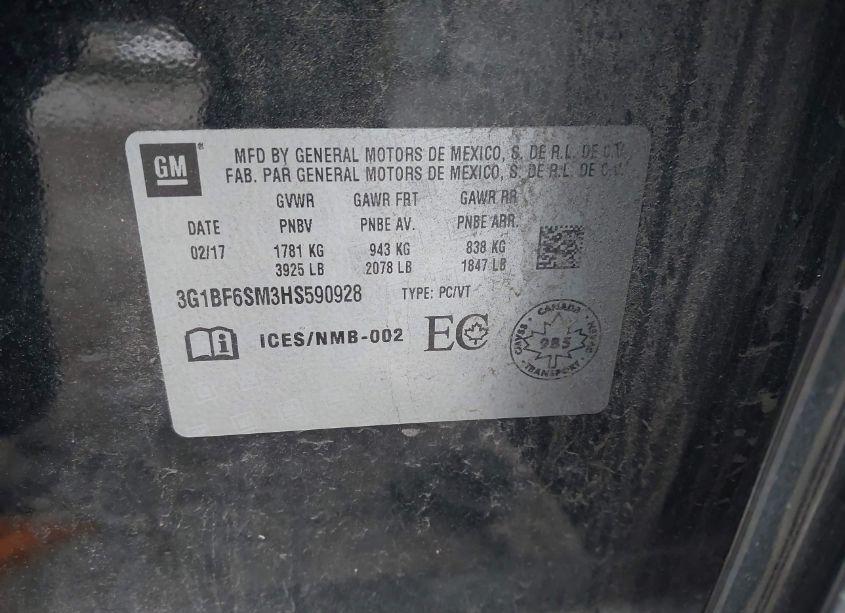 GM ® MFD BY GENERAL MOTORS DE MEXICO, S. DE R.L. DE C.V.
FAB. PAR GENERAL MOTORS DE MEXICO, S. DE R.L. DE C.V.
GVWR GAWR FRT GAWR RR
DATE PNBV PNBE AV. PNBE ARR.
02/17 1781 KG 943 KG 838 KG
3925 LB 2078 LB 1847 LB
3G1BF6SM3HS590928 TYPE: PC/VT
i ICES/NMB-002 EC
CANADA
985
TRANSPORT